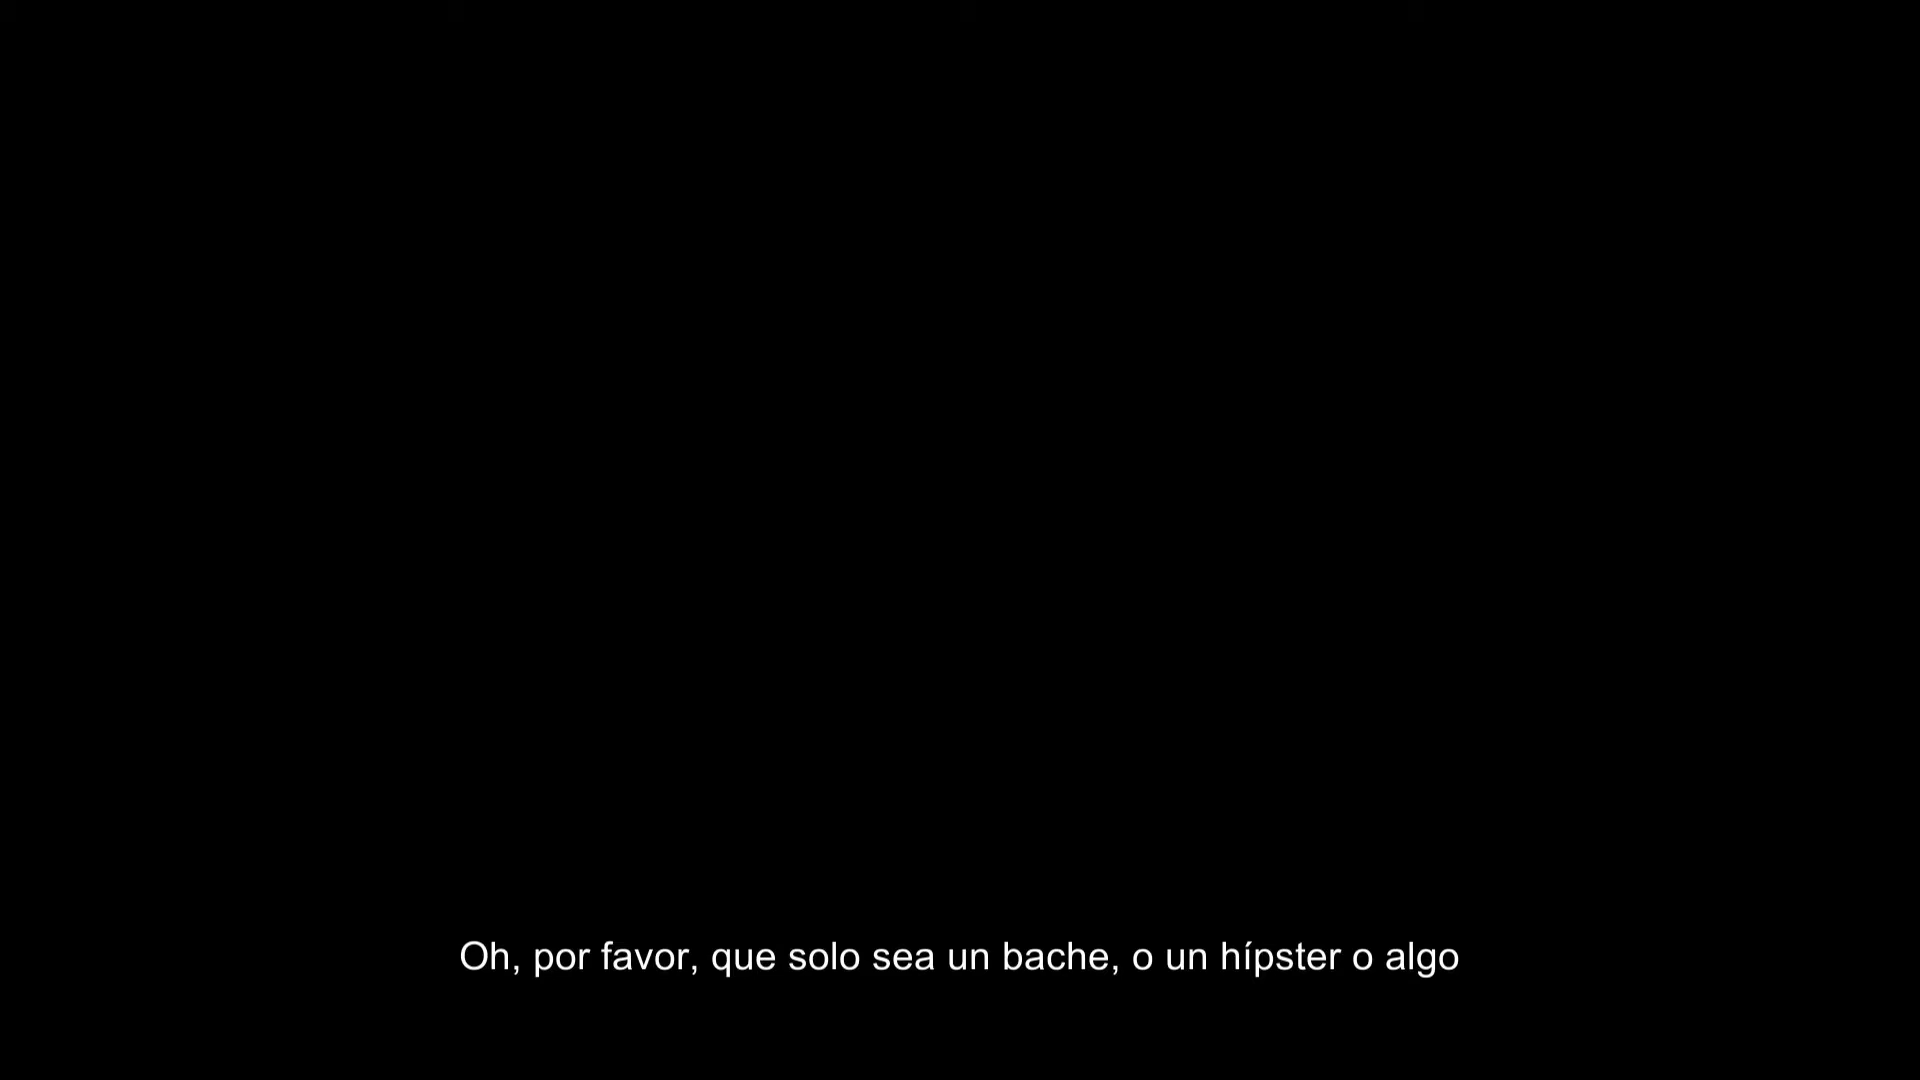 Oh, por favor, que solo sea un bache, o un hípster o algo